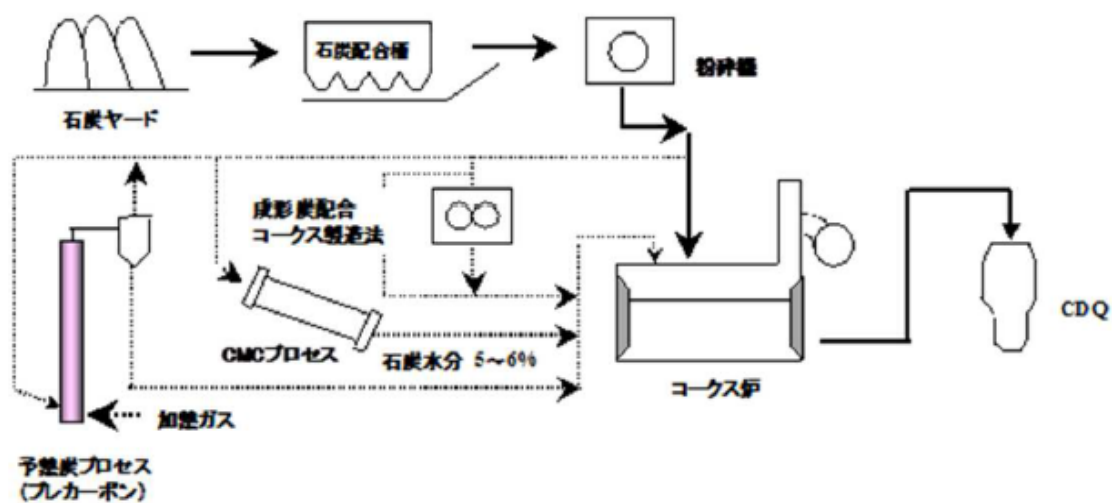 石炭ヤード
石炭配合槽
粉砕機
成形炭配合
コークス製造法
CMCプロセス
石炭水分 5～6%
コークス炉
CDQ
加熱ガス
予熱炭プロセス
(プレカーボン)